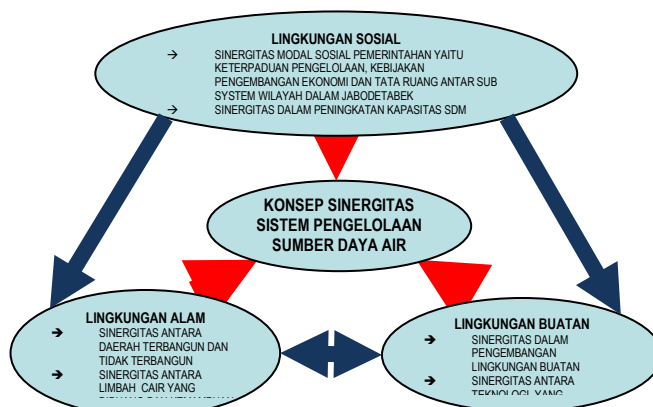 LINGKUNGAN SOSIAL
→ SINERGITAS MODAL SOSIAL PEMERINTAHAN YAITU
KETERPADUAN PENGELOLAAN, KEBIJAKAN
PENGEMBANGAN EKONOMI DAN TATA RUANG ANTAR SUB
SYSTEM WILAYAH DALAM JABODETABEK
→ SINERGITAS DALAM PENINGKATAN KAPASITAS SDM
KONSEP SINERGITAS
SISTEM PENGELOLAAN
SUMBER DAYA AIR
LINGKUNGAN ALAM
→ SINERGITAS ANTARA
DAERAH TERBANGUN DAN
TIDAK TERBANGUN
→ SINERGITAS ANTARA
LIMBAH CAIR YANG
LINGKUNGAN BUATAN
→ SINERGITAS DALAM
PENGEMBANGAN
LINGKUNGAN BUATAN
→ SINERGITAS ANTARA
TEKNOLOGI YANG